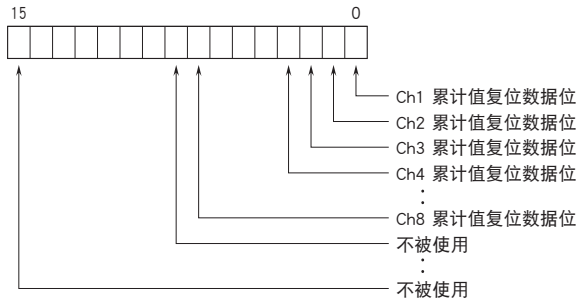 15 0
Ch1 累计值复位数据位
Ch2 累计值复位数据位
Ch3 累计值复位数据位
Ch4 累计值复位数据位
:
Ch8 累计值复位数据位
不被使用
:
不被使用